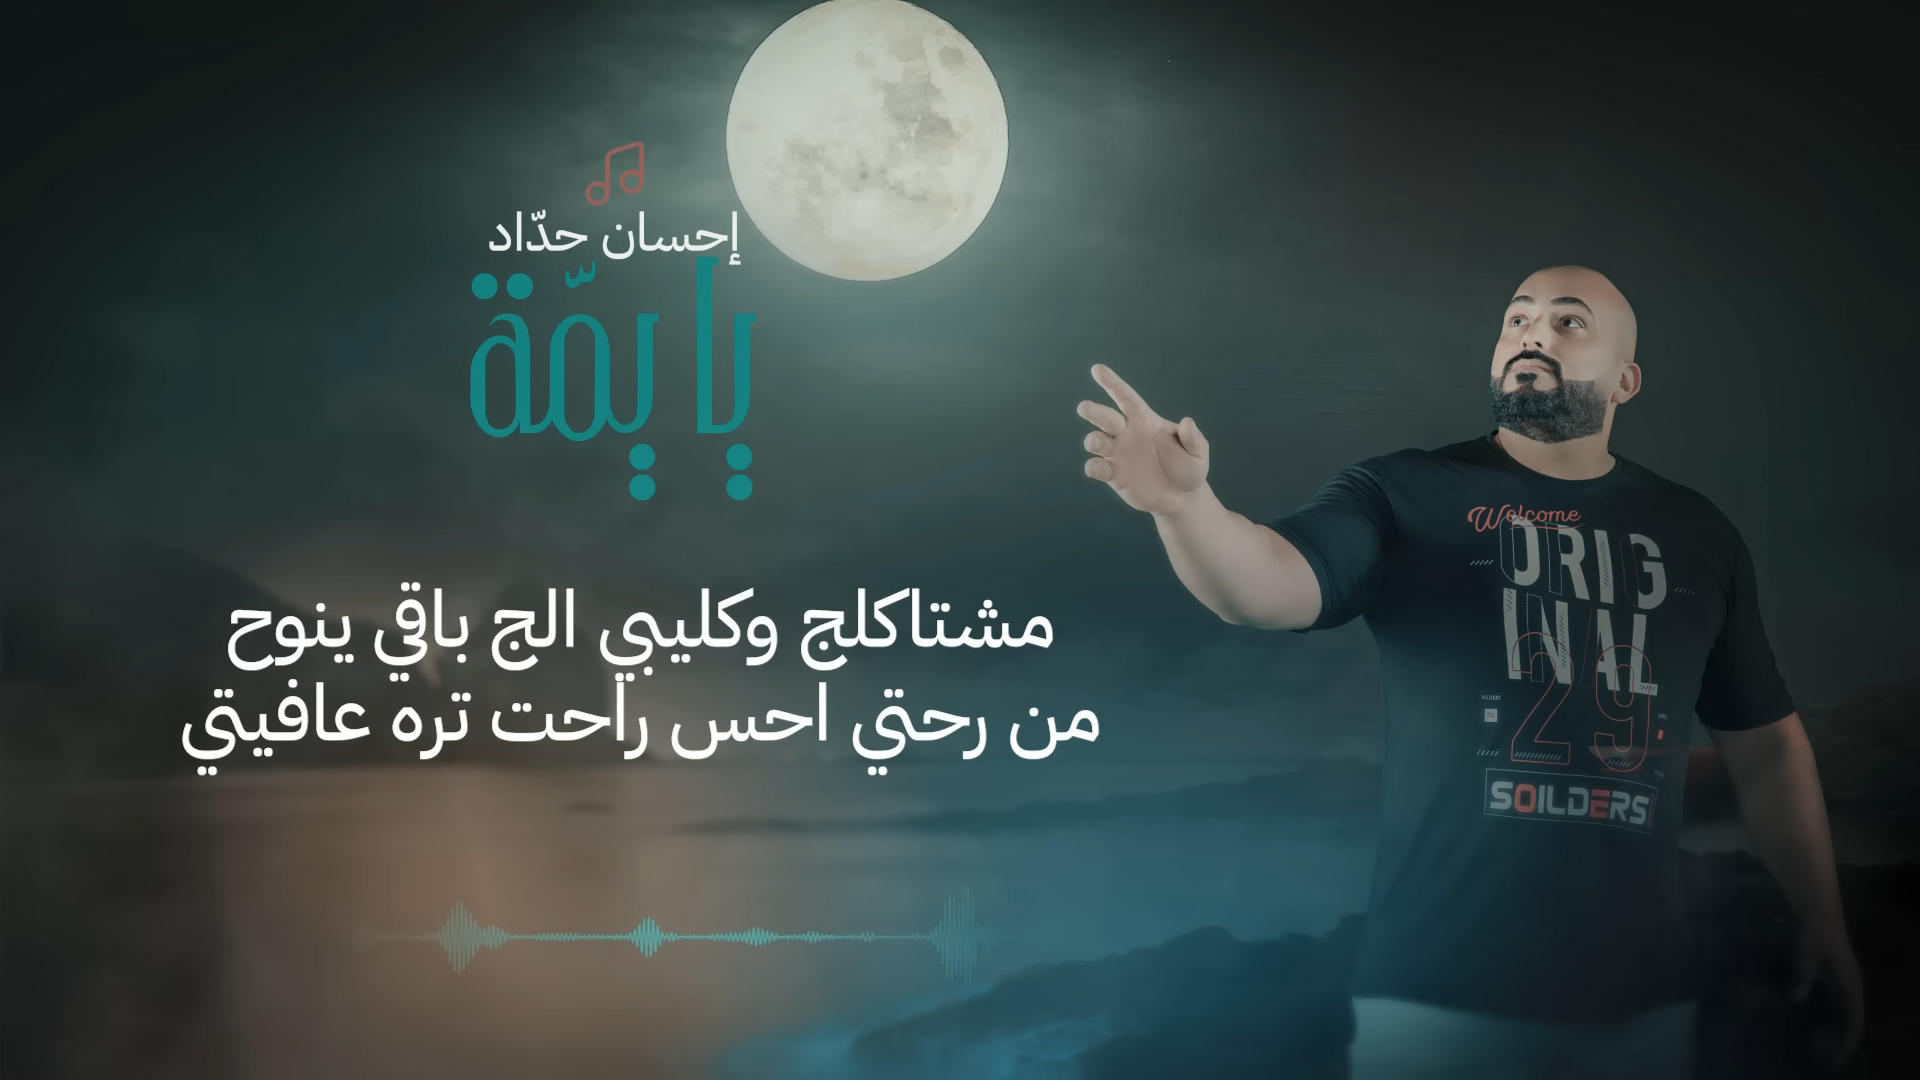 إحسان حدّاد
يا يمّة
مشتاكلج وكليبي الج باقي ينوح
من رحتي احس راحت تره عافيتي
Welcome
ORIG
INAL
29
SOILDERS